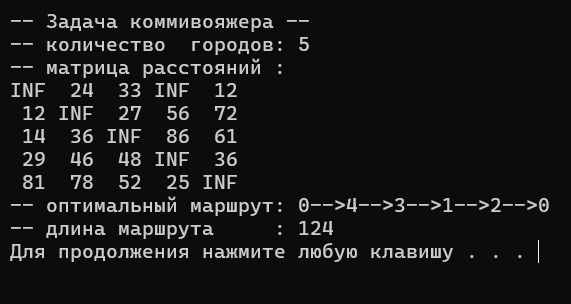 -- Задача коммивояжера --
-- количество  городов: 5
-- матрица расстояний :
INF  24  33 INF  12
 12 INF  27  56  72
 14  36 INF  86  61
 29  46  48 INF  36
 81  78  52  25 INF
-- оптимальный маршрут: 0-->4-->3-->1-->2-->0
-- длина маршрута     : 124
Для продолжения нажмите любую клавишу . . .